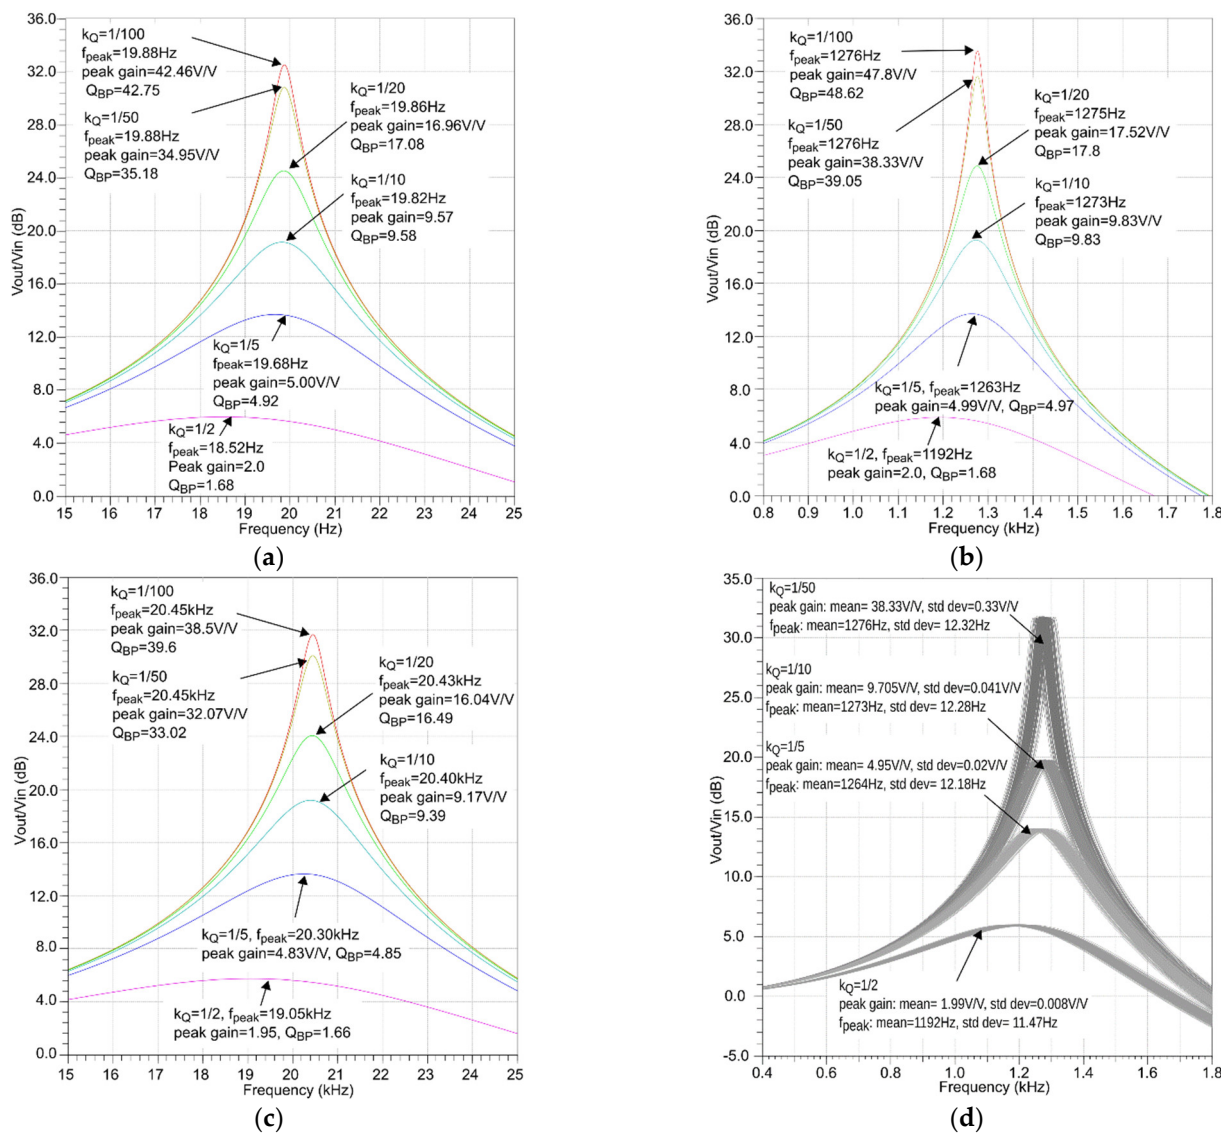 36.0
32.0
28.0
24.0
20.0
16.0
12.0
8.0
4.0
0.0
Vout/Vin (dB)
kQ=1/100
fpeak=19.88Hz
peak gain=42.46V/V
QBP=42.75
kQ=1/50
fpeak=19.88Hz
peak gain=34.95V/V
QBP=35.18
kQ=1/20
fpeak=19.86Hz
peak gain=16.96V/V
QBP=17.08
kQ=1/10
fpeak=19.82Hz
peak gain=9.57
QBP=9.58
kQ=1/5
fpeak=19.68Hz
peak gain=5.00V/V
QBP=4.92
kQ=1/2
fpeak=18.52Hz
Peak gain=2.0
QBP=1.68
15 16 17 18 19 20 21 22 23 24 25
Frequency (Hz)
(a)
36.0
32.0
28.0
24.0
20.0
16.0
12.0
8.0
4.0
0.0
Vout/Vin (dB)
kQ=1/100
fpeak=1276Hz
peak gain=47.8V/V
QBP=48.62
kQ=1/50
fpeak=1276Hz
peak gain=38.33V/V
QBP=39.05
kQ=1/20
fpeak=1275Hz
peak gain=17.52V/V
QBP=17.8
kQ=1/10
fpeak=1273Hz
peak gain=9.83V/V
QBP=9.83
kQ=1/5, fpeak=1263Hz
peak gain=4.99V/V, QBP=4.97
kQ=1/2, fpeak=1192Hz
peak gain=2.0, QBP=1.68
0.8 0.9 1.0 1.1 1.2 1.3 1.4 1.5 1.6 1.7 1.8
Frequency (kHz)
(b)
36.0
32.0
28.0
24.0
20.0
16.0
12.0
8.0
4.0
0.0
Vout/Vin (dB)
kQ=1/100
fpeak=20.45kHz
peak gain=38.5V/V
QBP=39.6
kQ=1/50
fpeak=20.45kHz
peak gain=32.07V/V
QBP=33.02
kQ=1/20
fpeak=20.43kHz
peak gain=16.04V/V
QBP=16.49
kQ=1/10
fpeak=20.40kHz
peak gain=9.17V/V
QBP=9.39
kQ=1/5, fpeak=20.30kHz
peak gain=4.83V/V, QBP=4.85
kQ=1/2, fpeak=19.05kHz
peak gain=1.95, QBP=1.66
15 16 17 18 19 20 21 22 23 24 25
Frequency (kHz)
(c)
35.0
30.0
25.0
20.0
15.0
10.0
5.0
0.0
-5.0
Vout/Vin (dB)
kQ=1/50
peak gain: mean= 38.33V/V, std dev=0.33V/V
fpeak: mean=1276Hz, std dev= 12.32Hz
kQ=1/10
peak gain: mean= 9.705V/V, std dev=0.041V/V
fpeak: mean=1273Hz, std dev= 12.28Hz
kQ=1/5
peak gain: mean= 4.95V/V, std dev=0.02V/V
fpeak: mean=1264Hz, std dev= 12.18Hz
kQ=1/2
peak gain: mean= 1.99V/V, std dev=0.008V/V
fpeak: mean=1192Hz, std dev= 11.47Hz
0.4 0.6 0.8 1.0 1.2 1.4 1.6 1.8
Frequency (kHz)
(d)